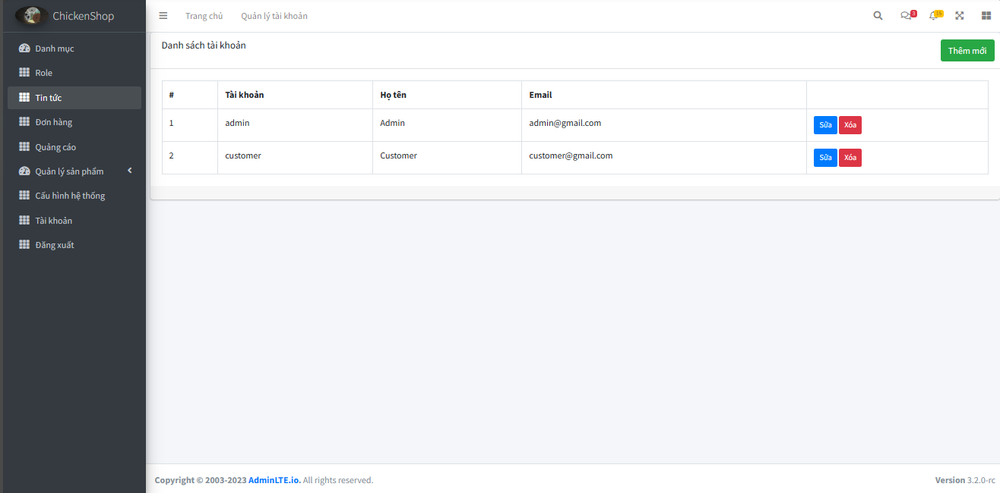 ChickenShop
Danh mục
Role
Tin tức
Đơn hàng
Quảng cáo
Quản lý sản phẩm
Cấu hình hệ thống
Tài khoản
Đăng xuất
Trang chủ Quản lý tài khoản 3 15
Danh sách tài khoản Thêm mới
# Tài khoản Họ tên Email
1 admin Admin admin@gmail.com Sửa Xóa
2 customer Customer customer@gmail.com Sửa Xóa
Copyright © 2003-2023 AdminLTE.io. All rights reserved. Version 3.2.0-rc